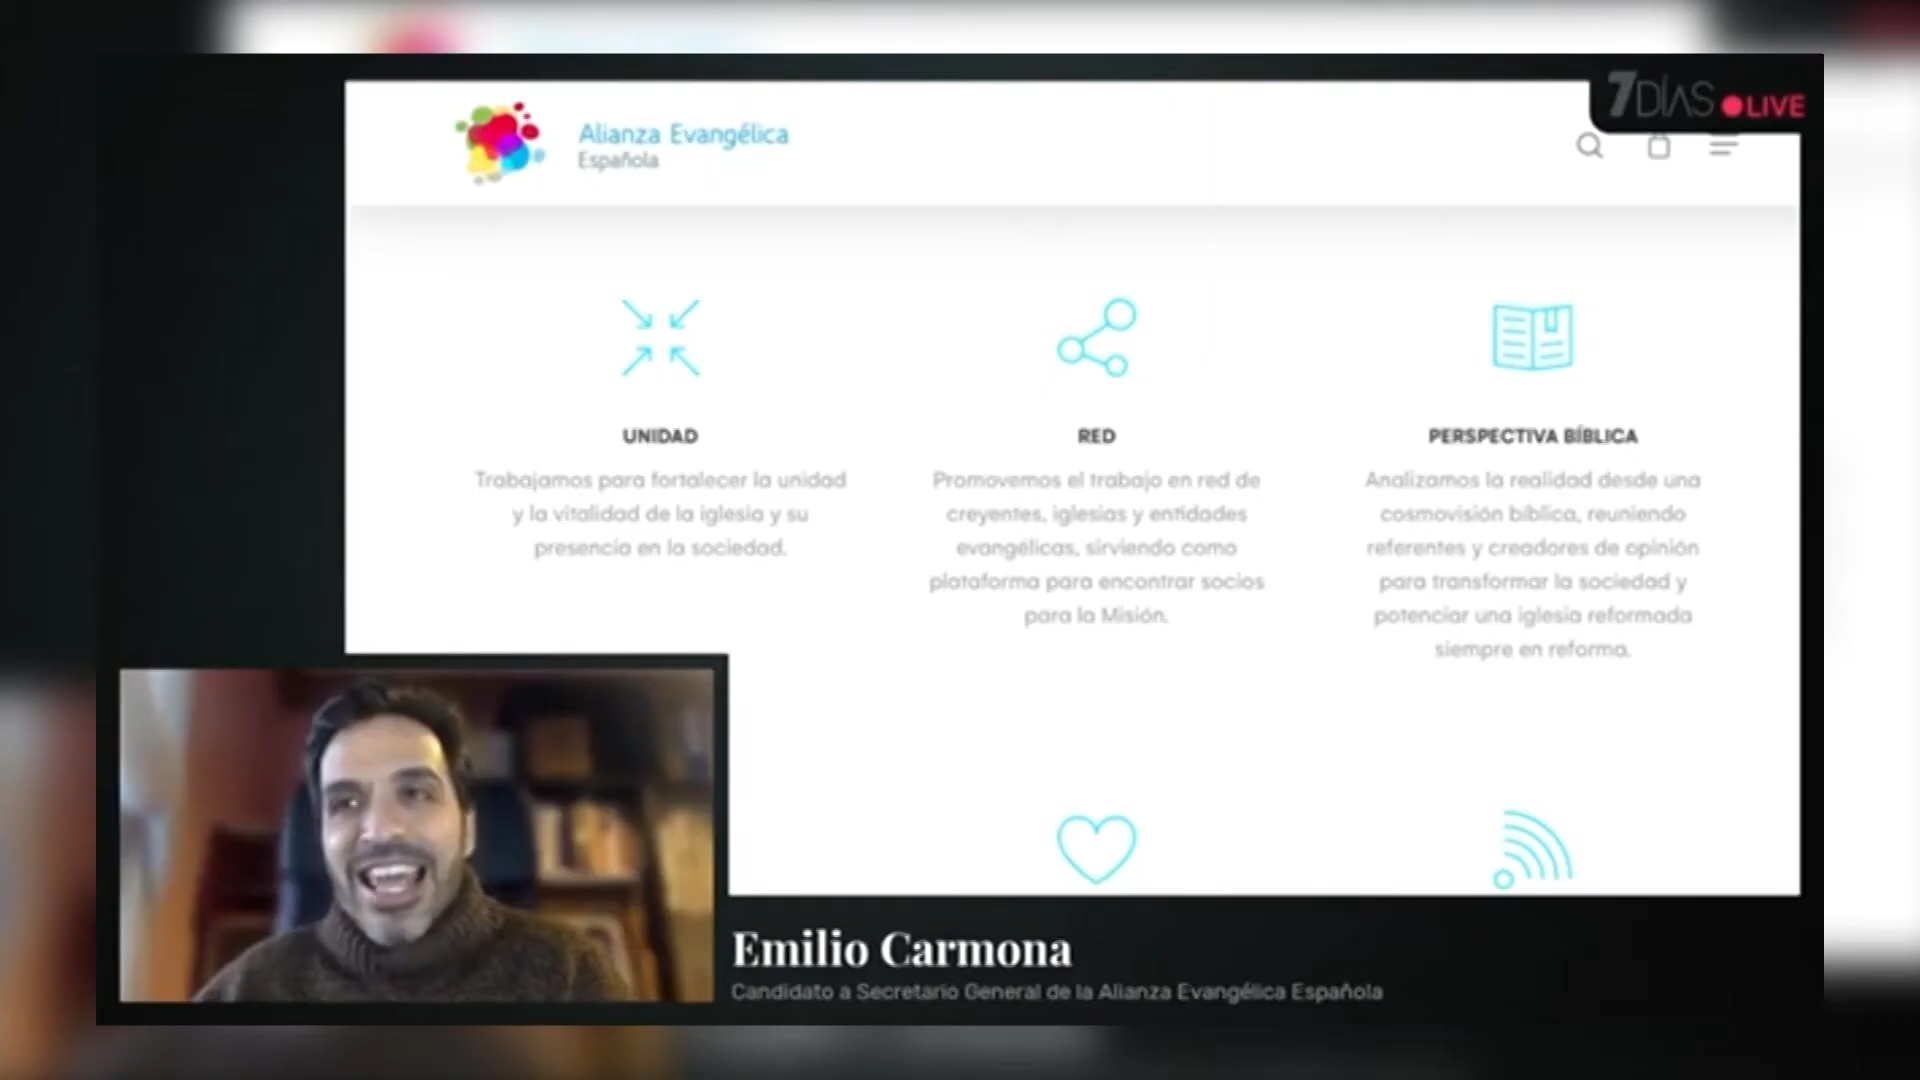 7DÍAS LIVE
Alianza Evangélica
Española
UNIDAD
Trabajamos para fortalecer la unidad
y la vitalidad de la iglesia y su
presencia en la sociedad.
RED
Promovemos el trabajo en red de
creyentes, iglesias y entidades
evangélicas, sirviendo como
plataforma para encontrar socios
para la Misión.
PERSPECTIVA BÍBLICA
Analizamos la realidad desde una
cosmovisión bíblica, reuniendo
referentes y creadores de opinión
para transformar la sociedad y
potenciar una iglesia reformada
siempre en reforma.
Emilio Carmona
Candidato a Secretario General de la Alianza Evangélica Española